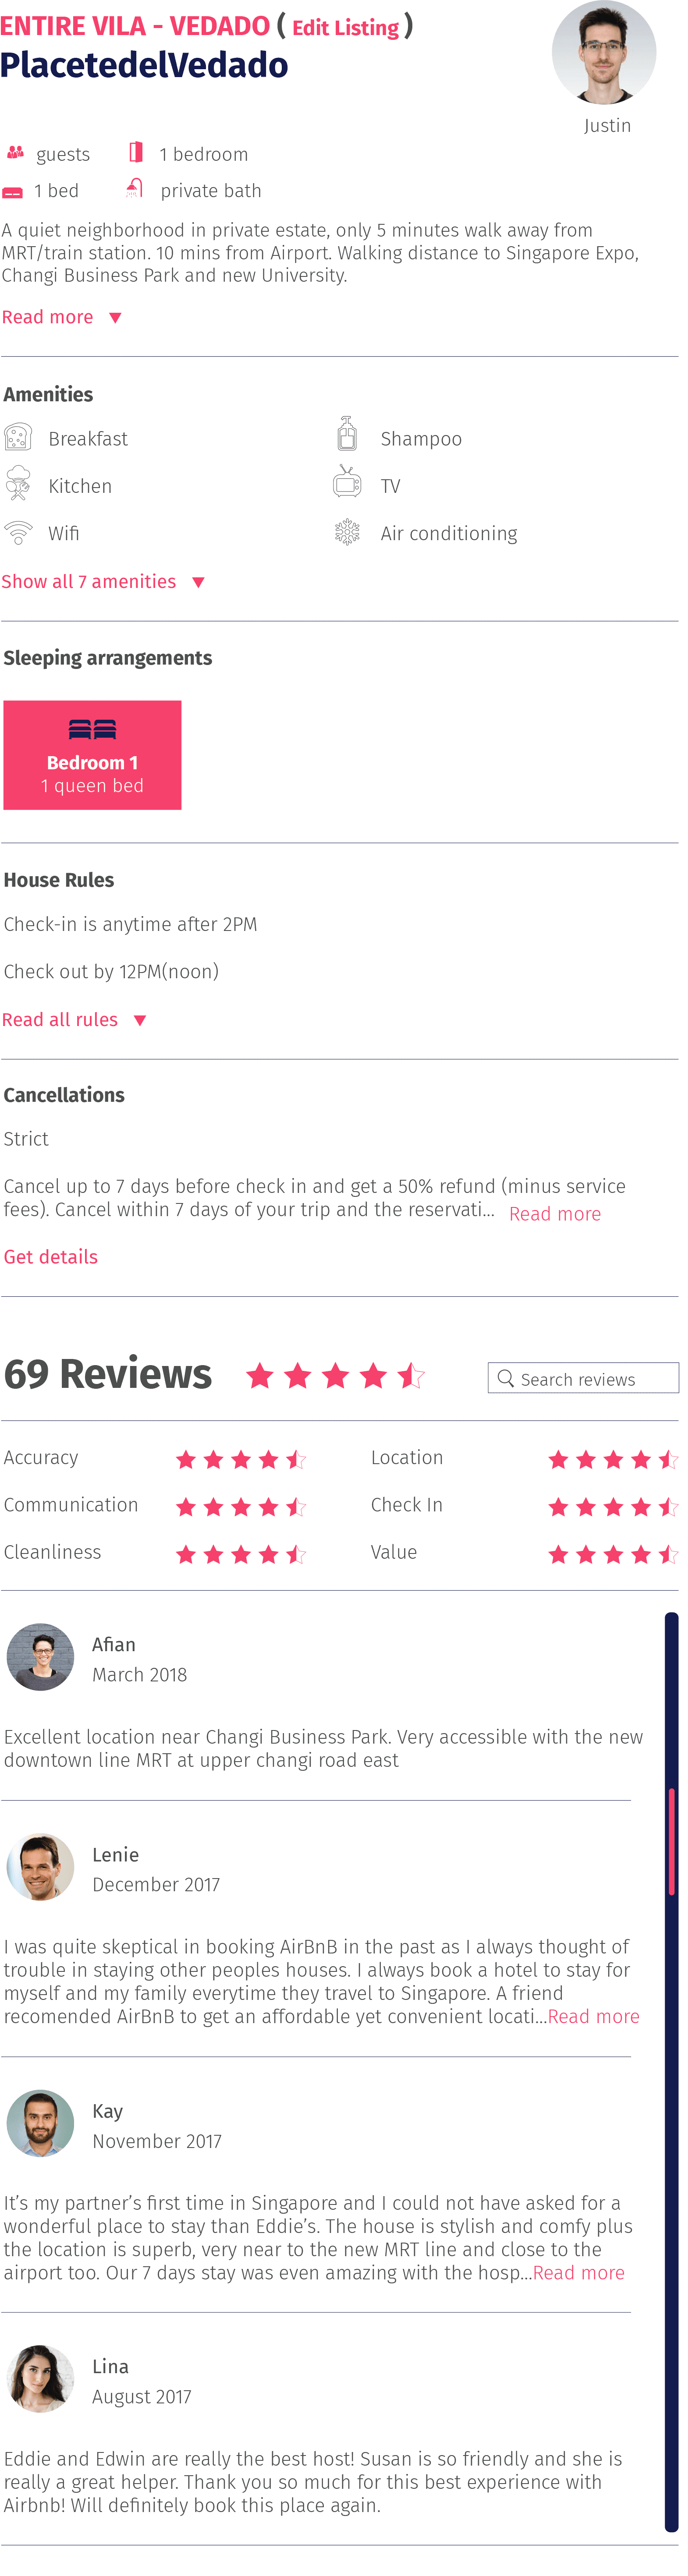 ENTIRE VILA - VEDADO ( Edit Listing )
PlacetedelVedado
Justin
guests
1 bedroom
1 bed
private bath
A quiet neighborhood in private estate, only 5 minutes walk away from
MRT/train station. 10 mins from Airport. Walking distance to Singapore Expo,
Changi Business Park and new University.
Read more
Amenities
Breakfast
Shampoo
Kitchen
TV
Wifi
Air conditioning
Show all 7 amenities
Sleeping arrangements
Bedroom 1
1 queen bed
House Rules
Check-in is anytime after 2PM
Check out by 12PM(noon)
Read all rules
Cancellations
Strict
Cancel up to 7 days before check in and get a 50% refund (minus service
fees). Cancel within 7 days of your trip and the reservati... Read more
Get details
69 Reviews
Search reviews
Accuracy
Location
Communication
Check In
Cleanliness
Value
Afian
March 2018
Excellent location near Changi Business Park. Very accessible with the new
downtown line MRT at upper changi road east
Lenie
December 2017
I was quite skeptical in booking AirBnB in the past as I always thought of
trouble in staying other peoples houses. I always book a hotel to stay for
myself and my family everytime they travel to Singapore. A friend
recomended AirBnB to get an affordable yet convenient locati...Read more
Kay
November 2017
It’s my partner’s first time in Singapore and I could not have asked for a
wonderful place to stay than Eddie’s. The house is stylish and comfy plus
the location is superb, very near to the new MRT line and close to the
airport too. Our 7 days stay was even amazing with the hosp...Read more
Lina
August 2017
Eddie and Edwin are really the best host! Susan is so friendly and she is
really a great helper. Thank you so much for this best experience with
Airbnb! Will definitely book this place again.